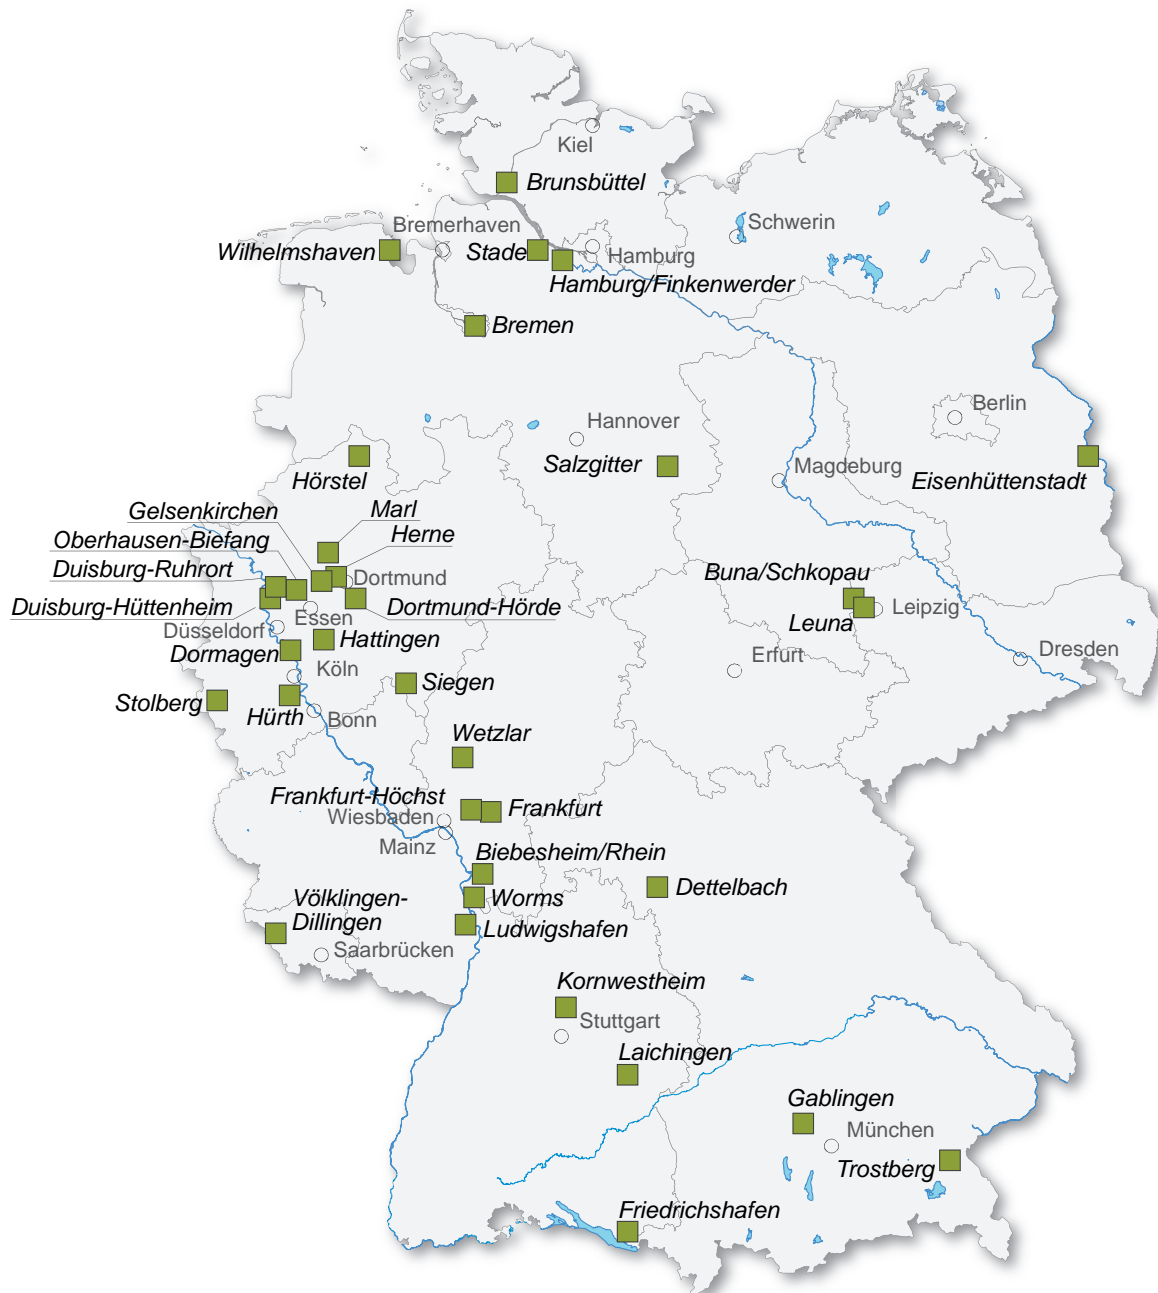 Kiel
Brunsbüttel
Bremerhaven
Schwerin
Wilhelmshaven
Stade
Hamburg
Hamburg/Finkenwerder
Bremen
Berlin
Hannover
Salzgitter
Magdeburg
Eisenhüttenstadt
Hörstel
Gelsenkirchen
Marl
Oberhausen-Biefang
Herne
Duisburg-Ruhrort
Dortmund
Buna/Schkopau
Duisburg-Hüttenheim
Essen
Dortmund-Hörde
Leuna
Leipzig
Düsseldorf
Hattingen
Dormagen
Köln
Erfurt
Dresden
Siegen
Stolberg
Hürth
Bonn
Wetzlar
Frankfurt-Höchst
Frankfurt
Wiesbaden
Mainz
Biebesheim/Rhein
Dettelbach
Völklingen-
Dillingen
Worms
Ludwigshafen
Saarbrücken
Kornwestheim
Stuttgart
Laichingen
Gablingen
München
Trostberg
Friedrichshafen